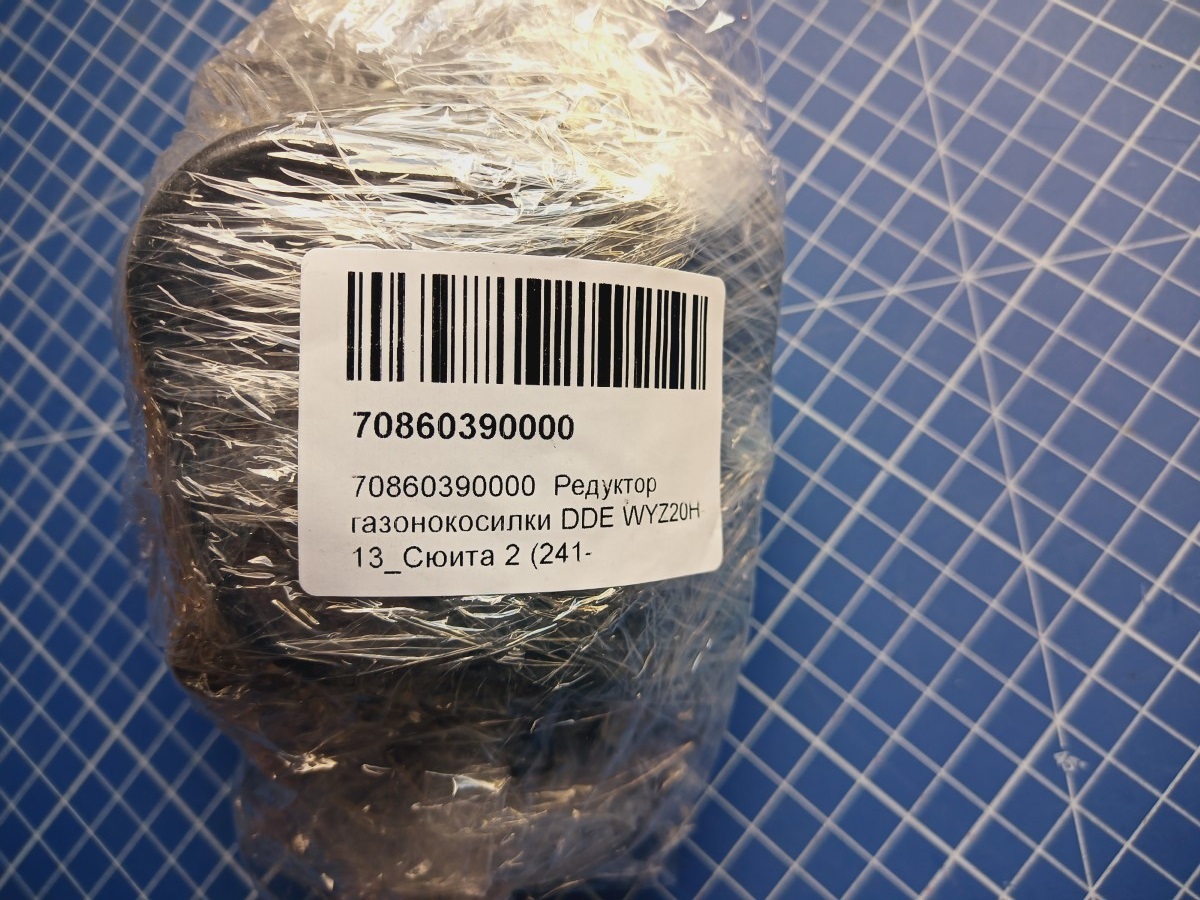 70860390000
70860390000 Редуктор
газонокосилки DDE WYZ20H-
13_Сюита 2 (241-